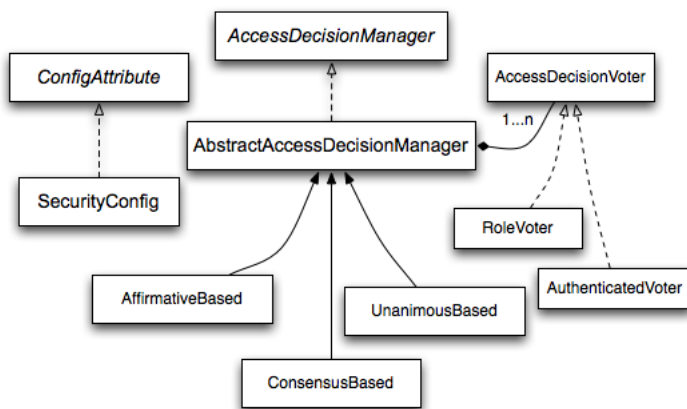 AccessDecisionManager
ConfigAttribute
AccessDecisionVoter
1...n
AbstractAccessDecisionManager
SecurityConfig
RoleVoter
AffirmativeBased
AuthenticatedVoter
UnanimousBased
ConsensusBased